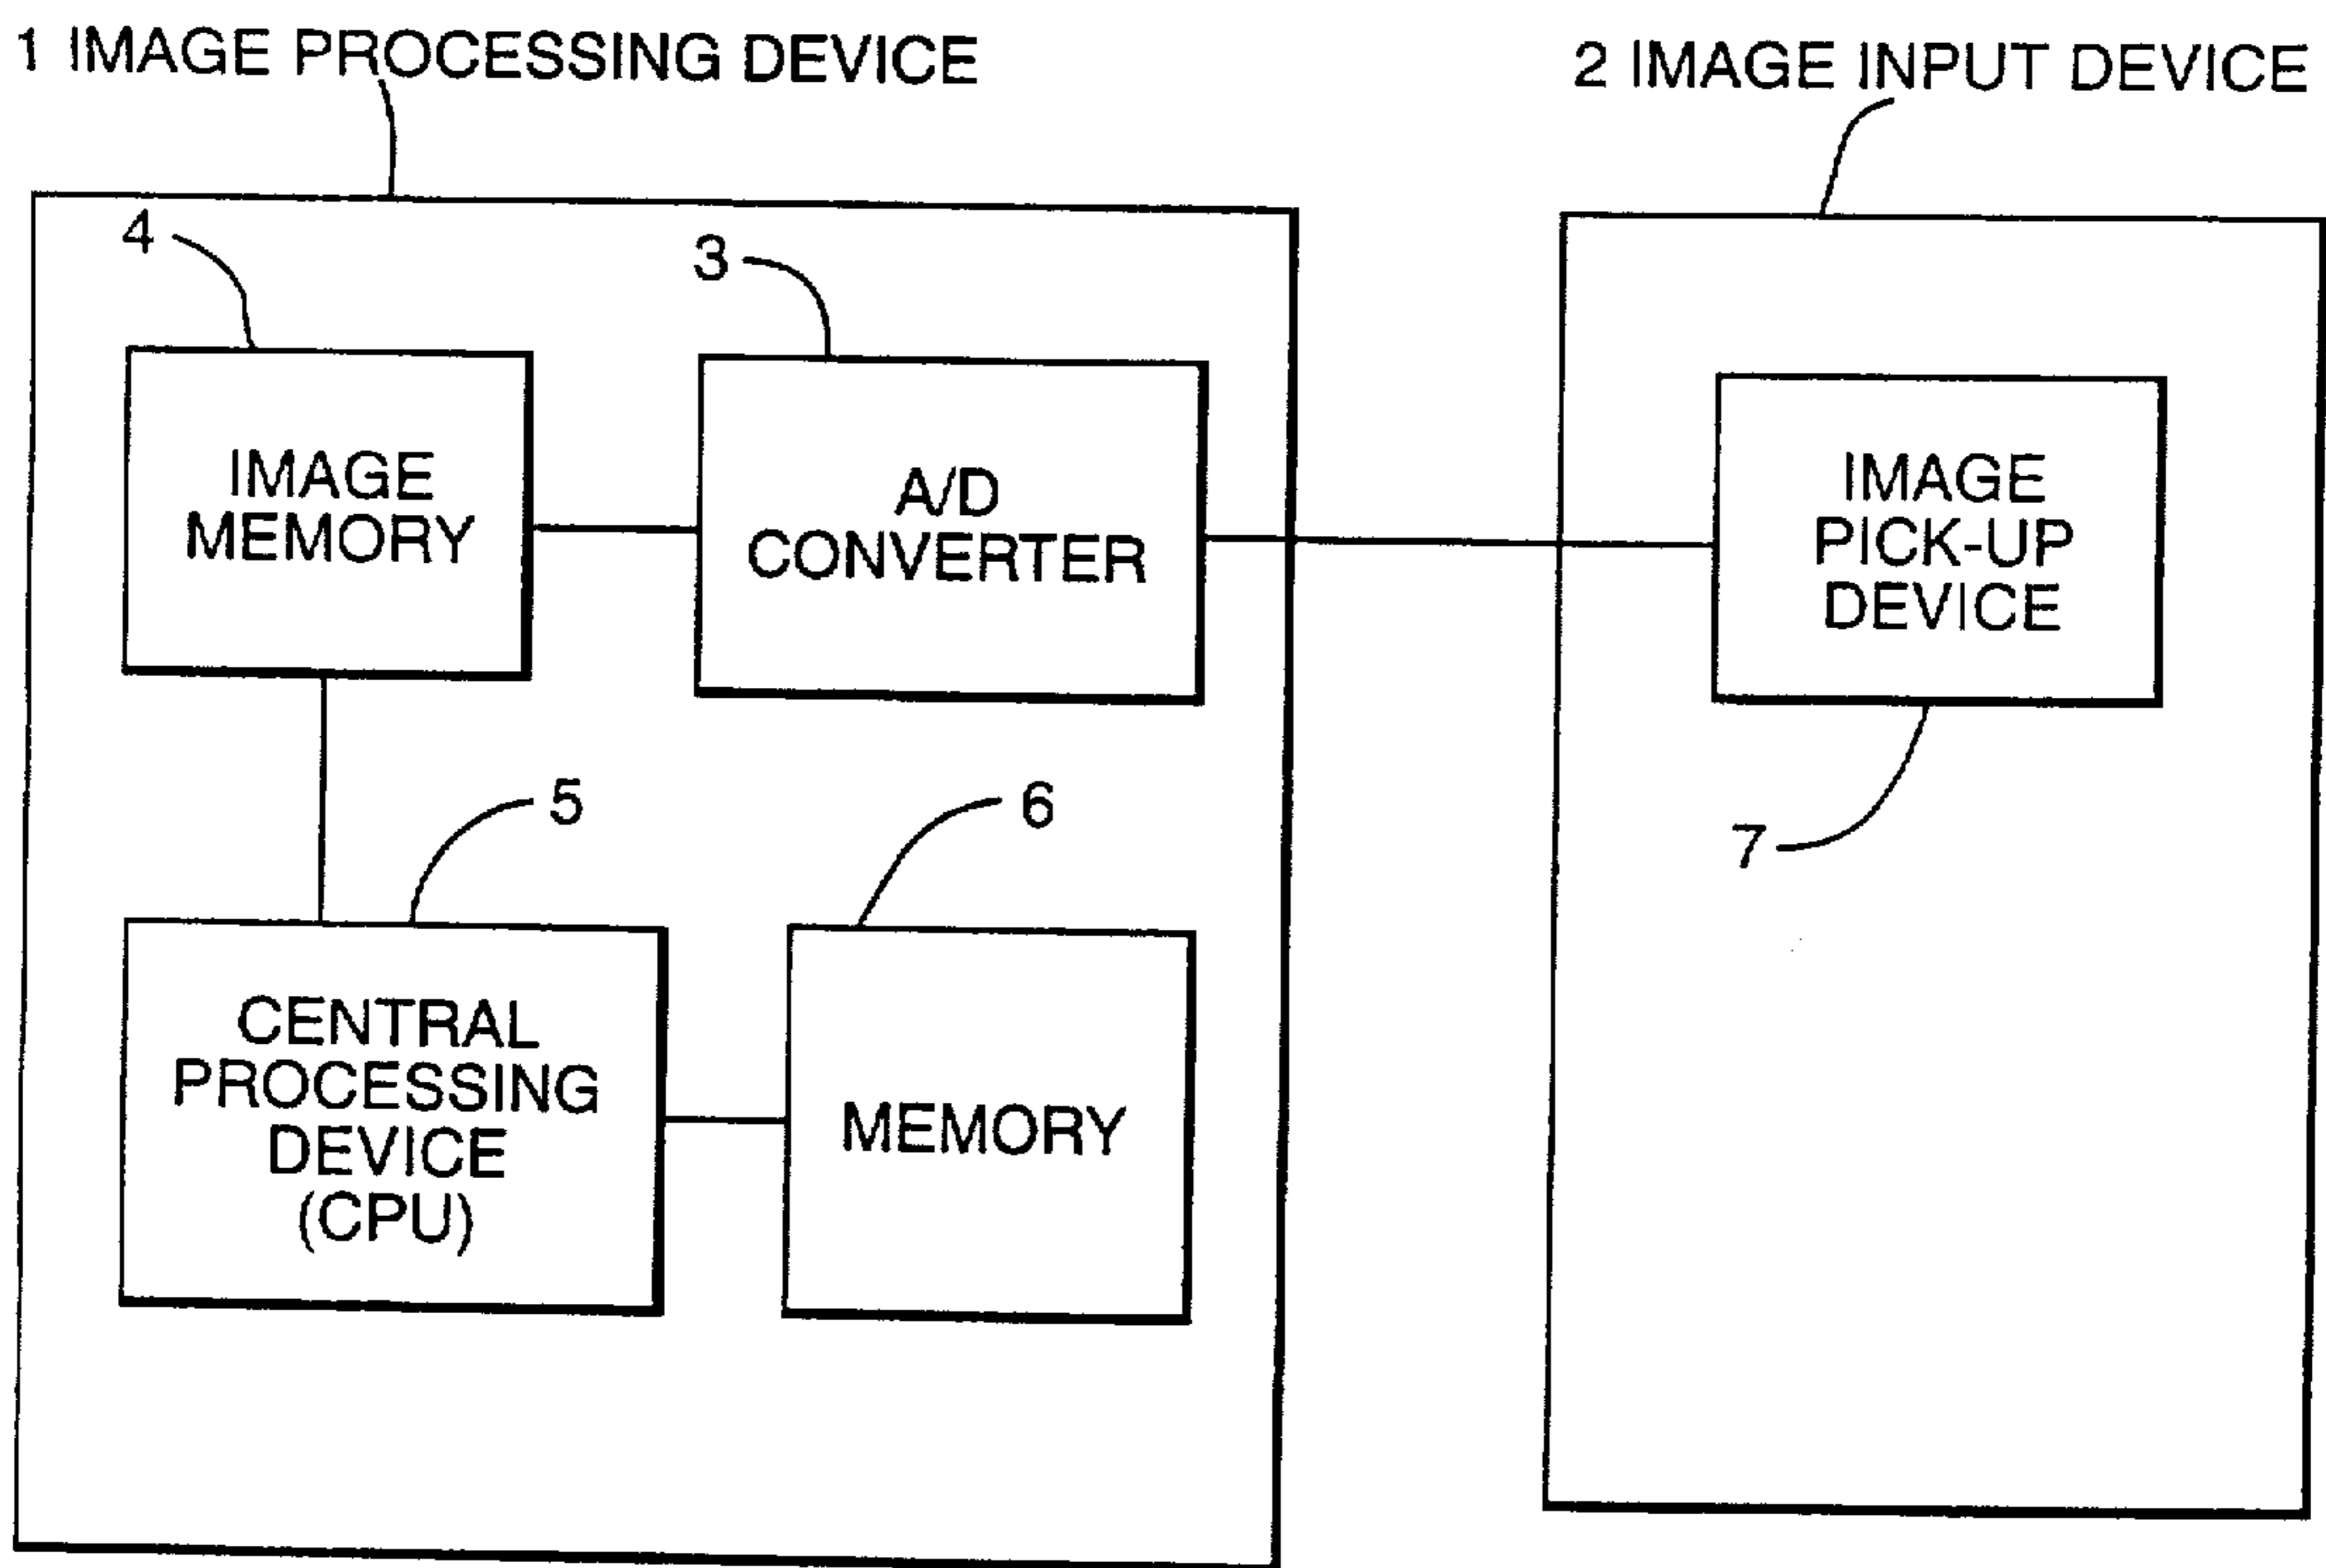 1 IMAGE PROCESSING DEVICE
2 IMAGE INPUT DEVICE
4
3
IMAGE
MEMORY
A/D
CONVERTER
IMAGE
PICK-UP
DEVICE
5
6
7
CENTRAL
PROCESSING
DEVICE
(CPU)
MEMORY